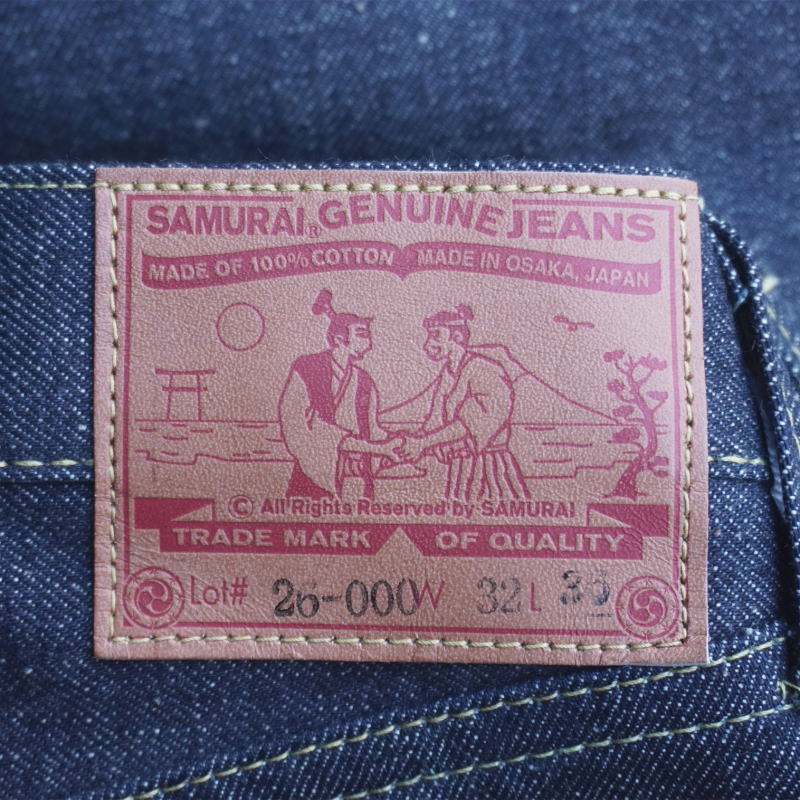 SAMURAI® GENUINE JEANS
MADE OF 100% COTTON MADE IN OSAKA, JAPAN
© All Rights Reserved by SAMURAI
TRADE MARK OF QUALITY
Lot# 26-000 W 32 L